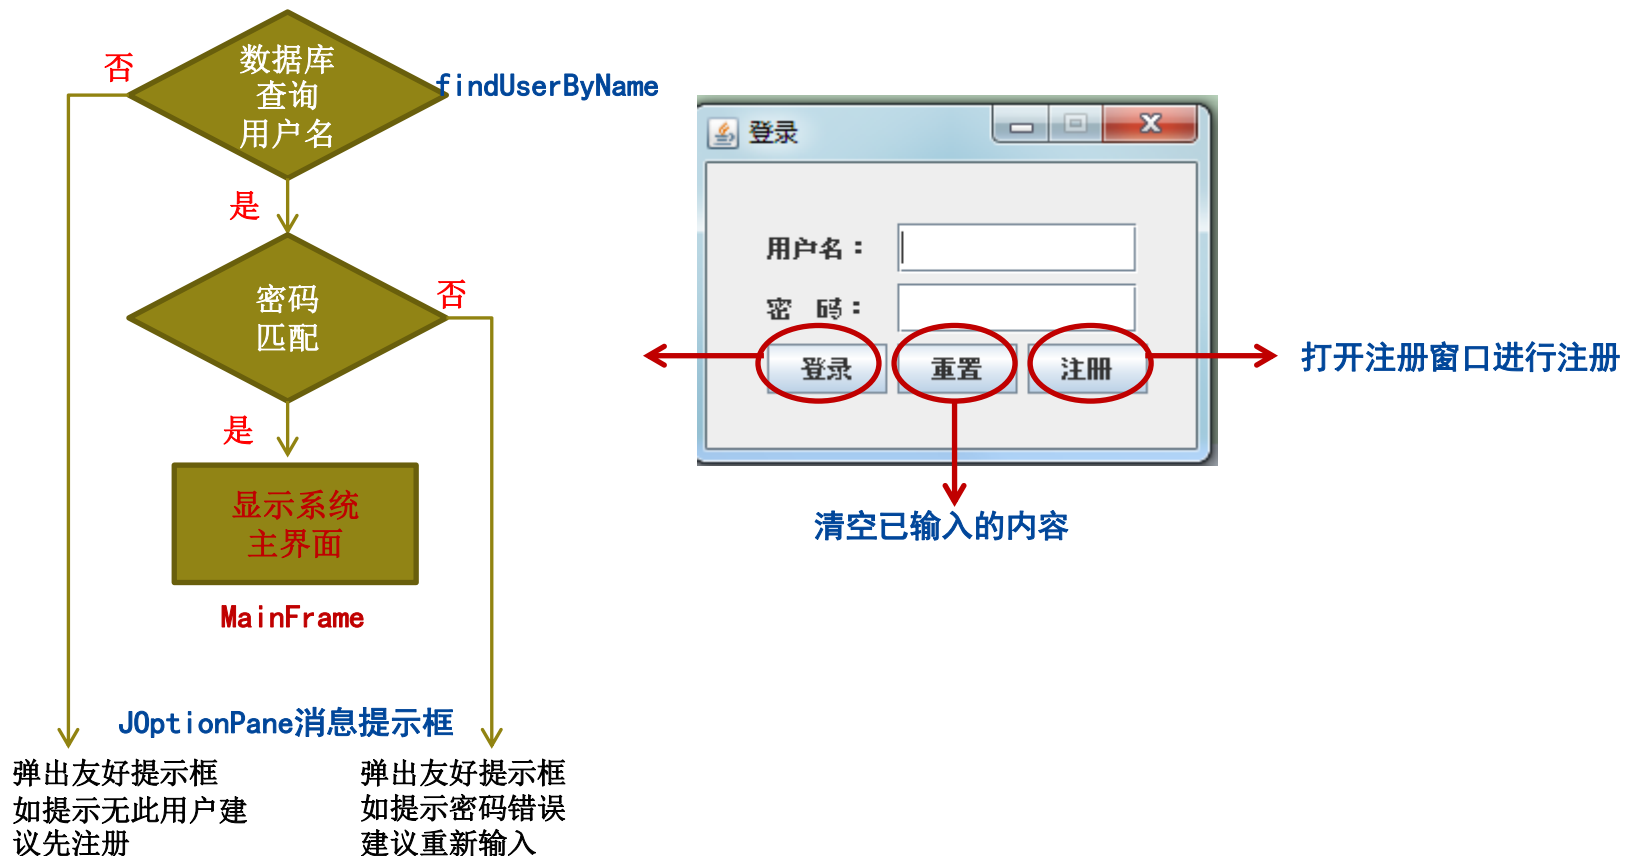 数据库
查询
用户名
否
findUserByName
是
密码
匹配
否
是
显示系统
主界面
MainFrame
JOptionPane消息提示框
弹出友好提示框
如提示无此用户建
议先注册
弹出友好提示框
如提示密码错误
建议重新输入
登录
用户名：
密 码：
登录
重置
注册
打开注册窗口进行注册
清空已输入的内容